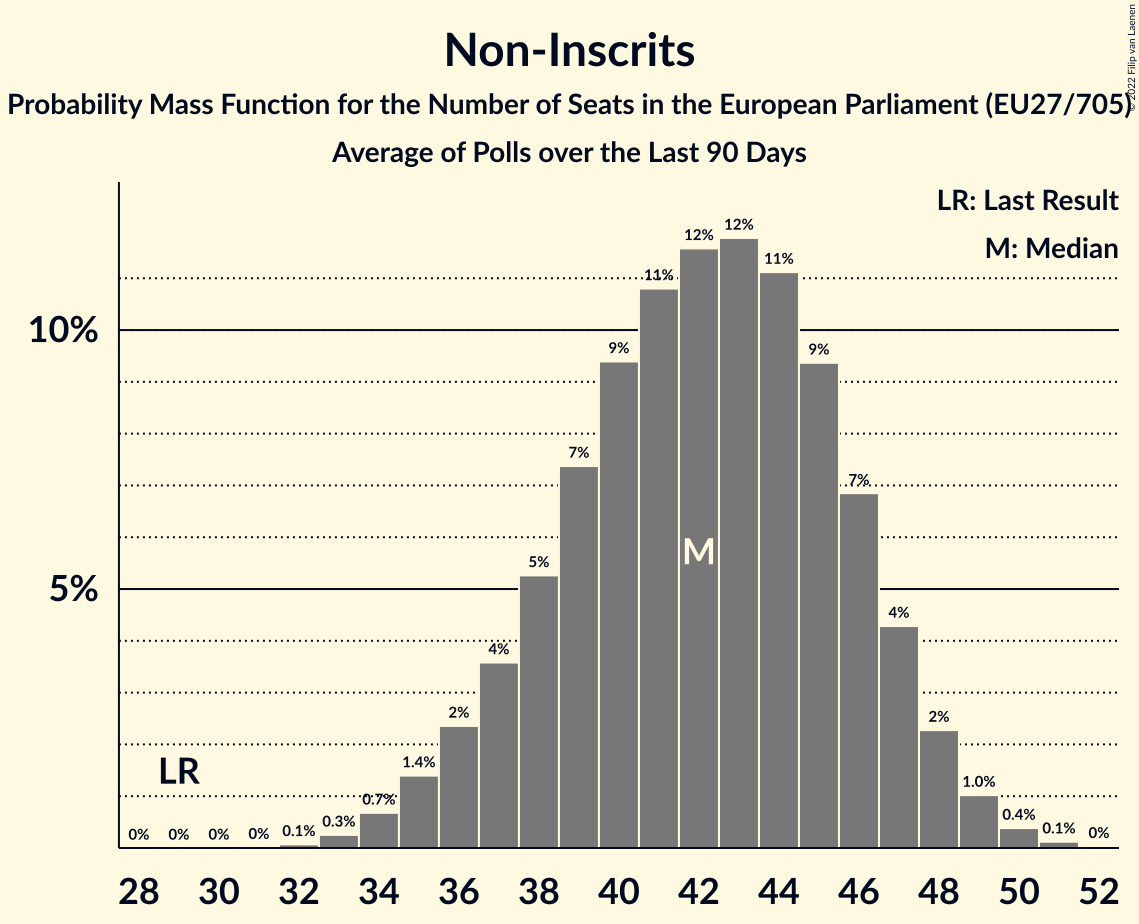 Non-Inscrits
Probability Mass Function for the Number of Seats in the European Parliament (EU27/705)
Average of Polls over the Last 90 Days
© 2022 Filip van Laenen
LR: Last Result
M: Median
10%
5%
0% 0% 0% 0% 0.1% 0.3% 0.7% 1.4% 2% 4% 5% 7% 9% 11% 12% 12% 11% 9% 7% 4% 2% 1.0% 0.4% 0.1% 0%
LR
M
28 30 32 34 36 38 40 42 44 46 48 50 52